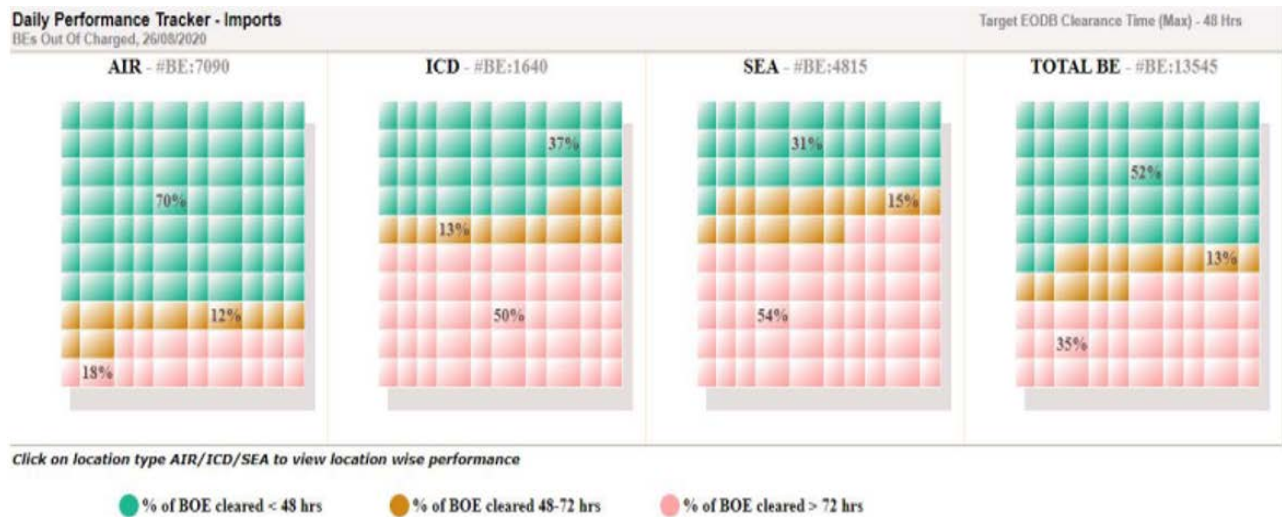 Daily Performance Tracker - Imports
Target EODB Clearance Time (Max) - 48 Hrs
BEs Out Of Charged, 26/08/2020
AIR - #BE:7090
ICD - #BE:1640
SEA - #BE:4815
TOTAL BE - #BE:13545
70%
12%
18%
37%
13%
50%
31%
15%
54%
52%
13%
35%
Click on location type AIR/ICD/SEA to view location wise performance
% of BOE cleared < 48 hrs
% of BOE cleared 48-72 hrs
% of BOE cleared > 72 hrs